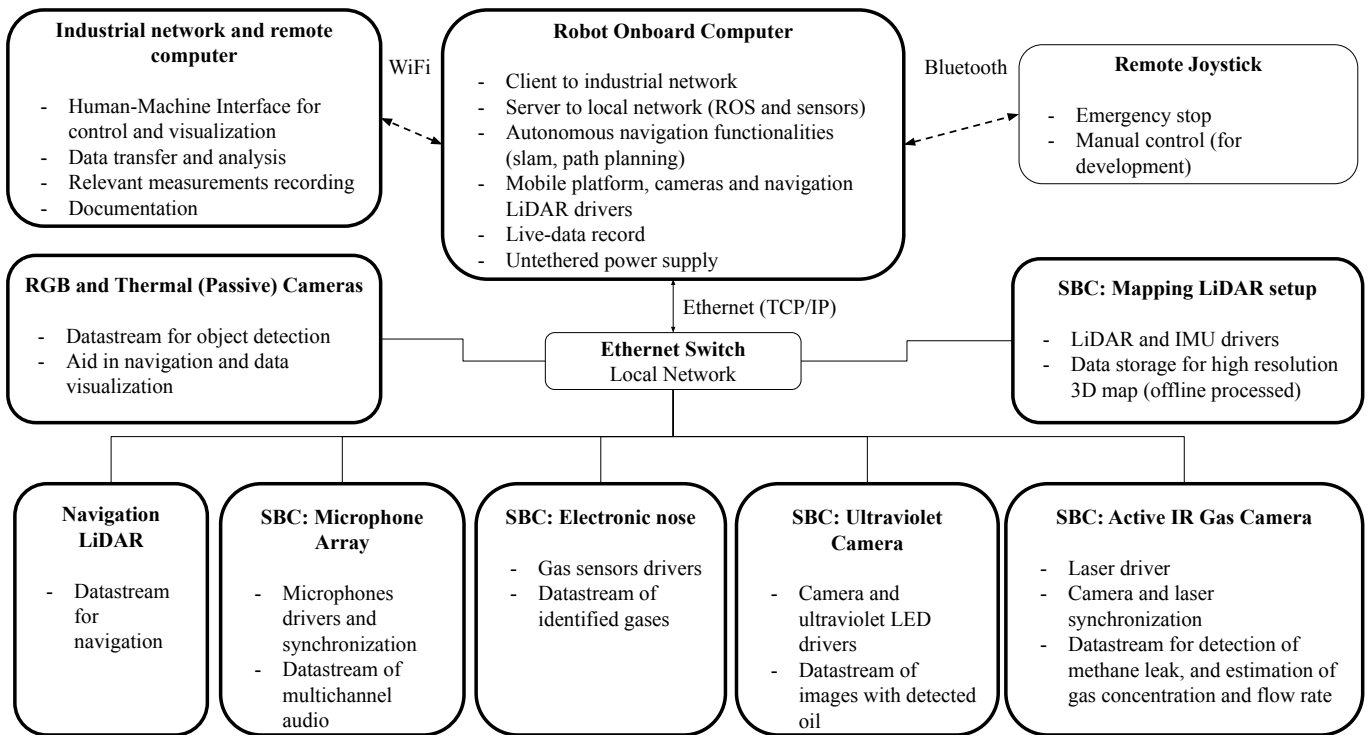 Industrial network and remote
computer
- Human-Machine Interface for
control and visualization
- Data transfer and analysis
- Relevant measurements recording
- Documentation
WiFi
Robot Onboard Computer
- Client to industrial network
- Server to local network (ROS and sensors)
- Autonomous navigation functionalities
(slam, path planning)
- Mobile platform, cameras and navigation
LiDAR drivers
- Live-data record
- Untethered power supply
Bluetooth
Remote Joystick
- Emergency stop
- Manual control (for
development)
RGB and Thermal (Passive) Cameras
- Datastream for object detection
- Aid in navigation and data
visualization
Ethernet (TCP/IP)
Ethernet Switch
Local Network
SBC: Mapping LiDAR setup
- LiDAR and IMU drivers
- Data storage for high resolution
3D map (offline processed)
Navigation
LiDAR
- Datastream
for
navigation
SBC: Microphone
Array
- Microphones
drivers and
synchronization
- Datastream of
multichannel
audio
SBC: Electronic nose
- Gas sensors drivers
- Datastream of
identified gases
SBC: Ultraviolet
Camera
- Camera and
ultraviolet LED
drivers
- Datastream of
images with detected
oil
SBC: Active IR Gas Camera
- Laser driver
- Camera and laser
synchronization
- Datastream for detection of
methane leak, and estimation of
gas concentration and flow rate